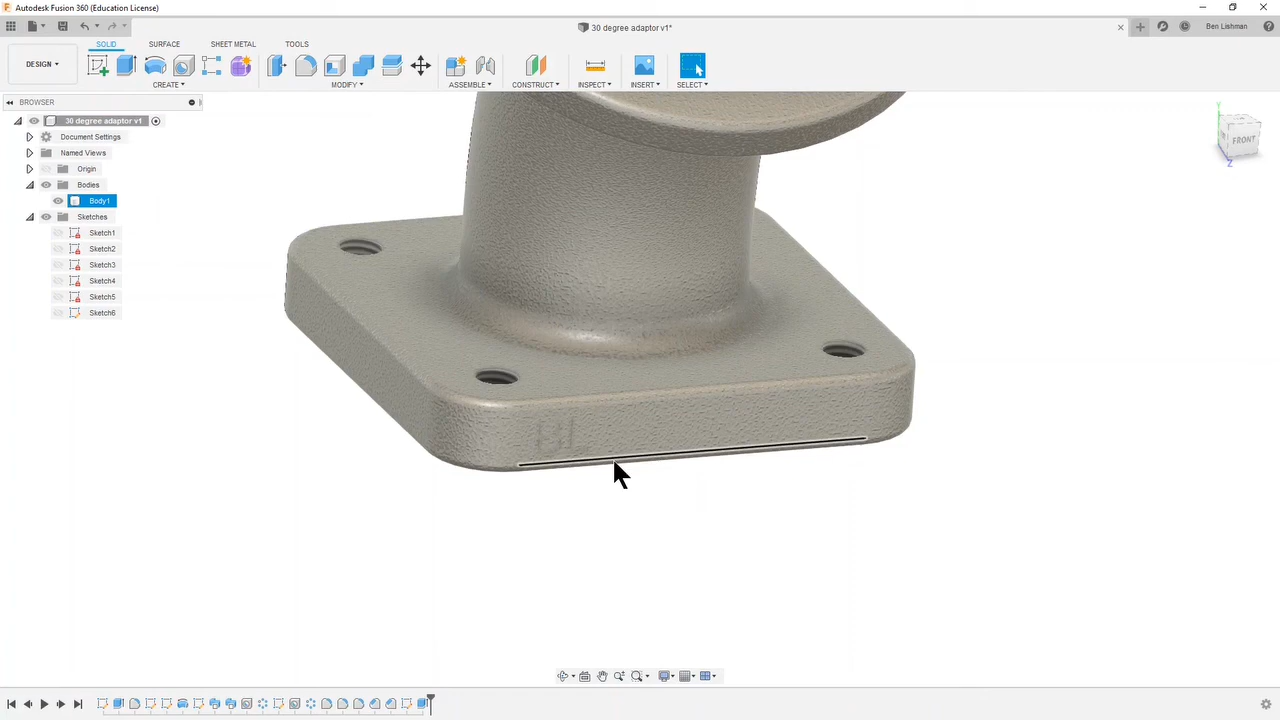 Autodesk Fusion 360 (Education License)
30 degree adaptor v1*
Ben Lishman
SOLID
SURFACE
SHEET METAL
TOOLS
DESIGN
CREATE
MODIFY
ASSEMBLE
CONSTRUCT
INSPECT
INSERT
SELECT
BROWSER
30 degree adaptor v1
Document Settings
Named Views
Origin
Bodies
Body1
Sketches
Sketch1
Sketch2
Sketch3
Sketch4
Sketch5
Sketch6
Y
FRONT
Z